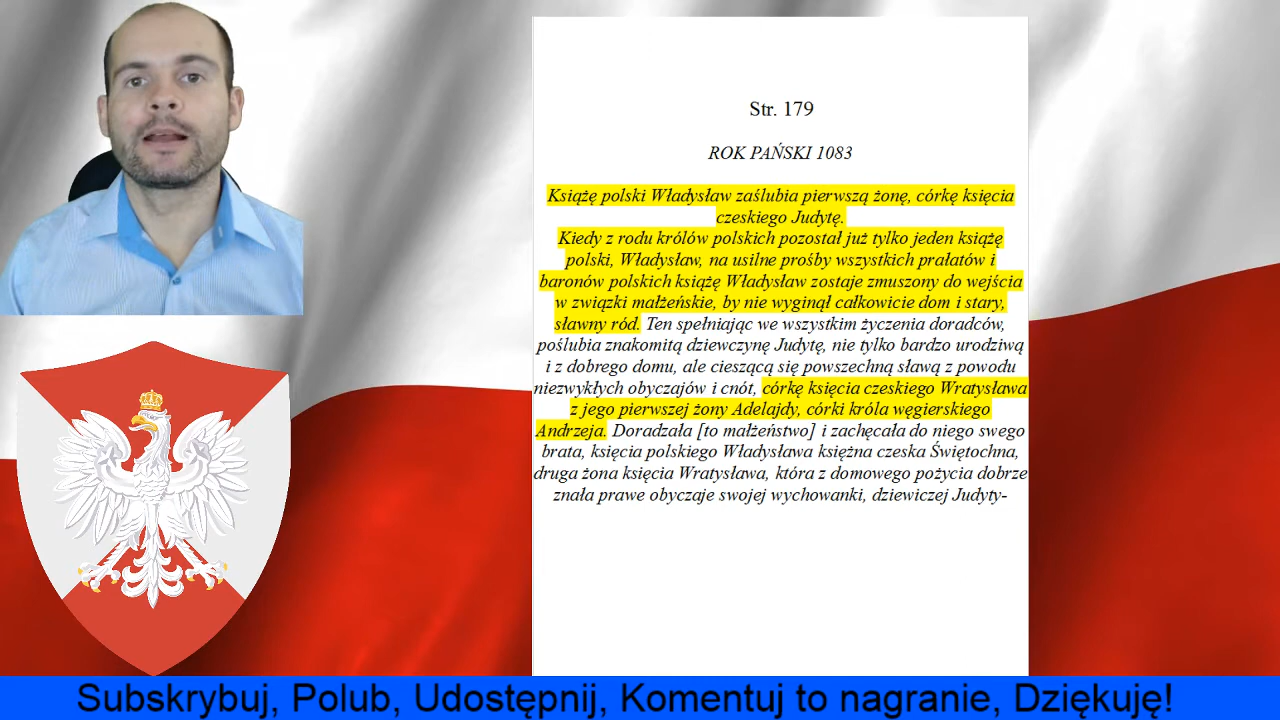 Str. 179
ROK PAŃSKI 1083
Książę polski Władysław zaślubia pierwszą żonę, córkę księcia
czeskiego Judytę.
Kiedy z rodu królów polskich pozostał już tylko jeden książę
polski, Władysław, na usilne prośby wszystkich prałatów i
baronów polskich książę Władysław zostaje zmuszony do wejścia
w związki małżeńskie, by nie wyginął całkowicie dom i stary,
sławny ród. Ten spełniając we wszystkim życzenia doradców,
poślubia znakomitą dziewczynę Judytę, nie tylko bardzo urodziwą
i z dobrego domu, ale cieszącą się powszechną sławą z powodu
niezwykłych obyczajów i cnót, córkę księcia czeskiego Wratysława
z jego pierwszej żony Adelajdy, córki króla węgierskiego
Andrzeja. Doradzała [to małżeństwo] i zachęcała do niego swego
brata, księcia polskiego Władysława księżna czeska Świętochna,
druga żona księcia Wratysława, która z domowego pożycia dobrze
znała prawe obyczaje swojej wychowanki, dziewiczej Judyty-
Subskrybuj, Polub, Udostępnij, Komentuj to nagranie, Dziękuję!